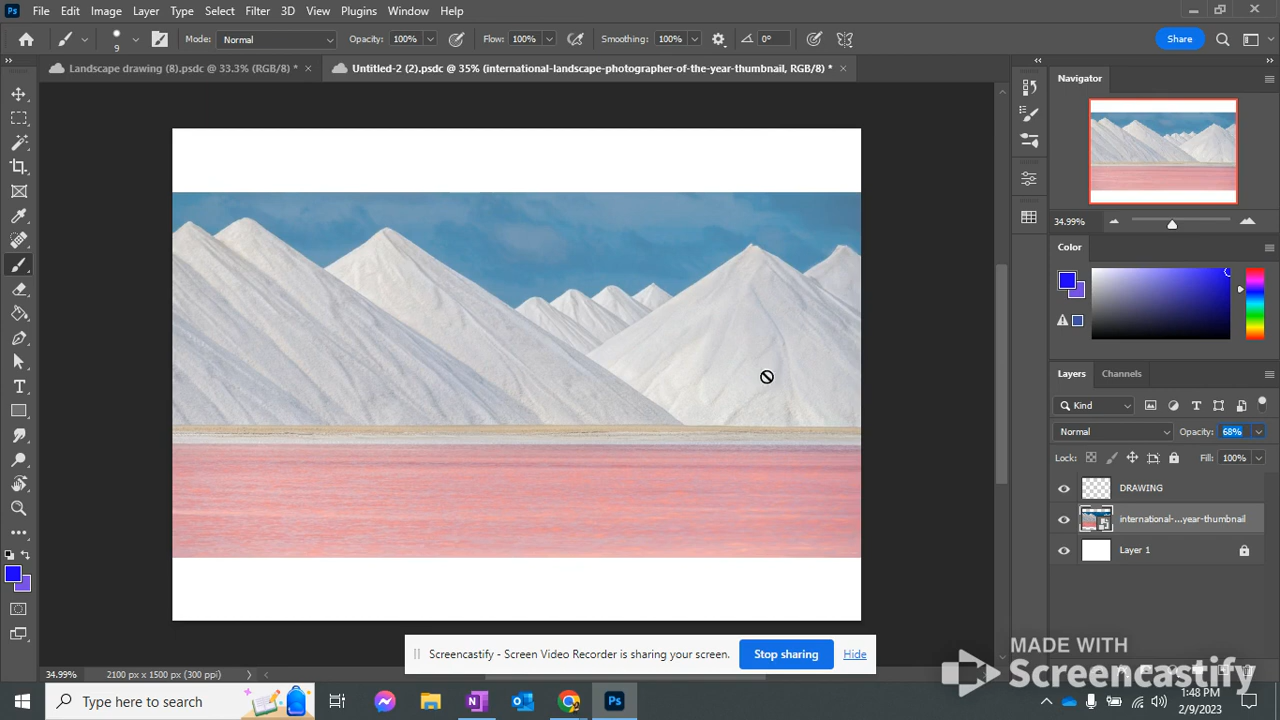 Ps File Edit Image Layer Type Select Filter 3D View Plugins Window Help
9 Mode: Normal Opacity: 100% Flow: 100% Smoothing: 100% 0° Share
Landscape drawing (8).psdc @ 33.3% (RGB/8) * × Untitled-2 (2).psdc @ 35% (international-landscape-photographer-of-the-year-thumbnail, RGB/8) * ×
Navigator
34.99%
Color
Layers Channels
Kind
Normal Opacity: 68%
Lock: Fill: 100%
DRAWING
international-...year-thumbnail
Layer 1
Screencastify - Screen Video Recorder is sharing your screen. Stop sharing Hide
MADE WITH
Screencastify
34.99% 2100 px x 1500 px (300 ppi)
Type here to search
N
Ps
1:48 PM
2/9/2023